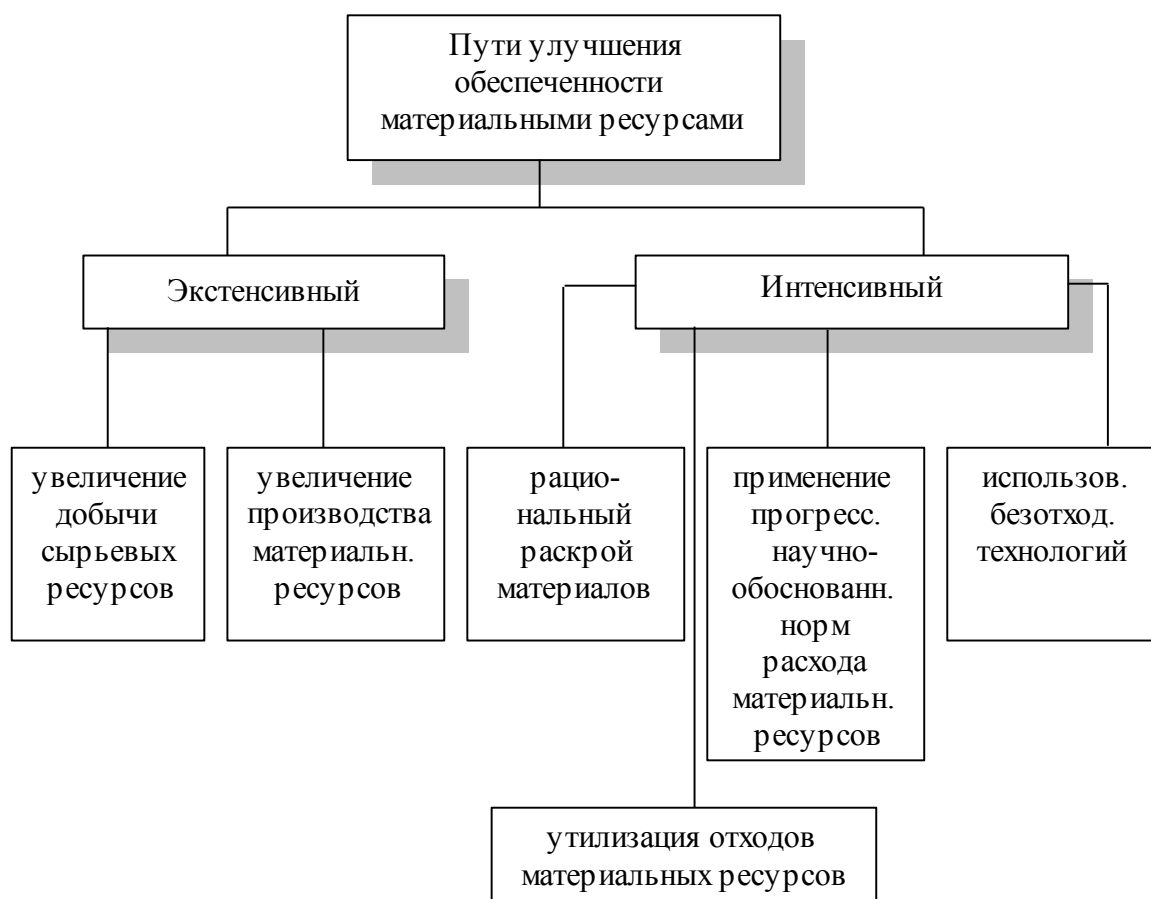 Пути улучшения
обеспеченности
материальными ресурсами
Экстенсивный
Интенсивный
увеличение
добычи
сырьевых
ресурсов
увеличение
производства
материальн.
ресурсов
рацио-
нальный
раскрой
материалов
применение
прогресс.
научно-
обоснованн.
норм
расхода
материальн.
ресурсов
использов.
безотход.
технологий
утилизация отходов
материальных ресурсов